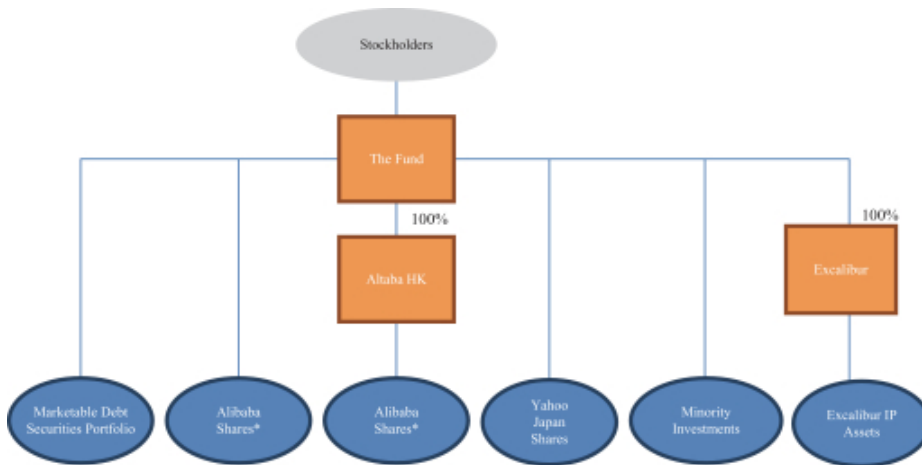 Stockholders
The Fund
100%
100%
Altaba HK
Excalibur
Marketable Debt
Securities Portfolio
Alibaba
Shares*
Alibaba
Shares*
Yahoo
Japan
Shares
Minority
Investments
Excalibur IP
Assets